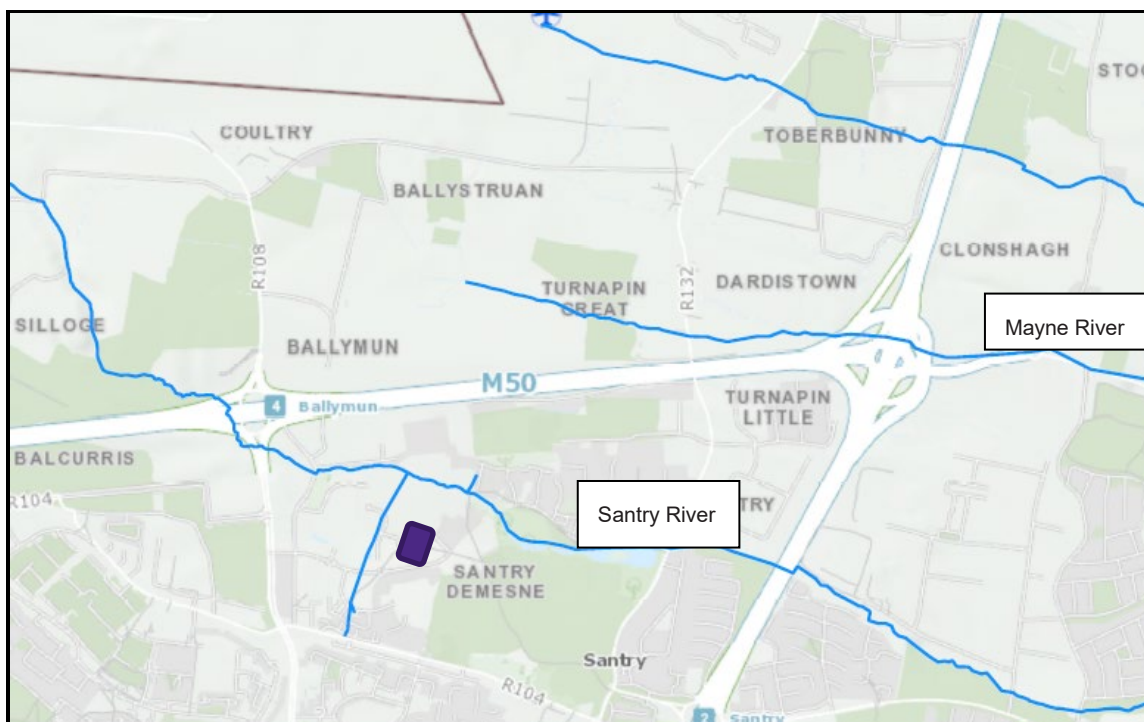 STOC
COULTRY
TOBERBUNNY
BALLYSTRUAN
R108
CLONSHAGH
DARDISTOWN
R132
TURNAPIN
GREAT
SILLOGE
Mayne River
BALLYMUN
M50
4 Ballymun
TURNAPIN
LITTLE
BALCURRIS
R104
Santry River
TRY
SANTRY
DEMESNE
Santry
R104
2 Santry